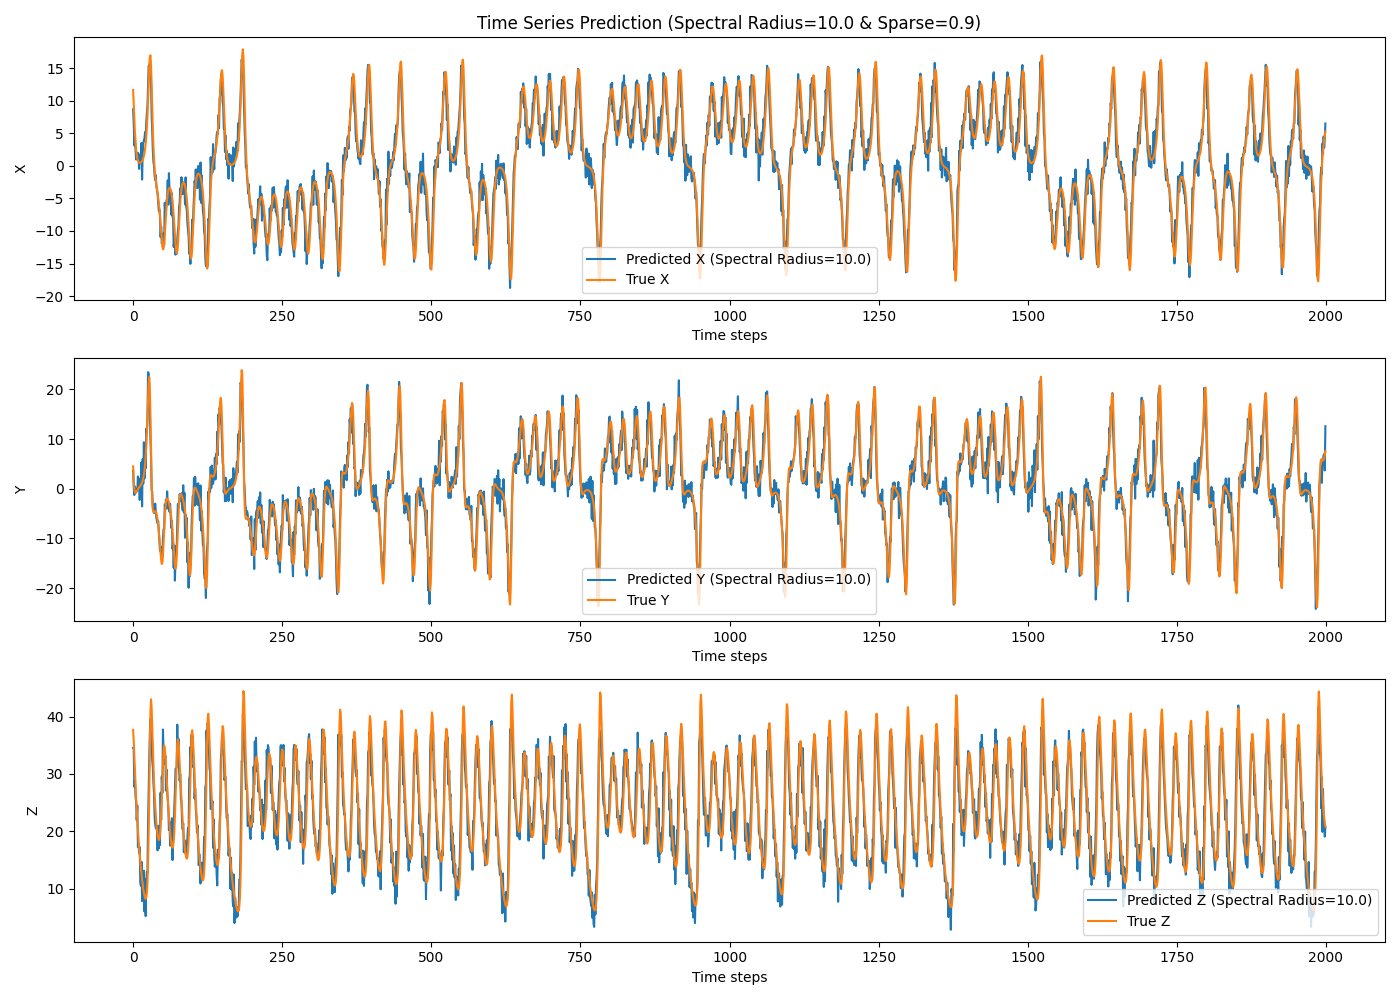 Time Series Prediction (Spectral Radius=10.0 & Sparse=0.9)
15
10
5
0
−5
−10
−15
−20
X
Predicted X (Spectral Radius=10.0)
True X
0 250 500 750 1000 1250 1500 1750 2000
Time steps
20
10
0
−10
−20
Y
Predicted Y (Spectral Radius=10.0)
True Y
0 250 500 750 1000 1250 1500 1750 2000
Time steps
40
30
20
10
Z
Predicted Z (Spectral Radius=10.0)
True Z
0 250 500 750 1000 1250 1500 1750 2000
Time steps